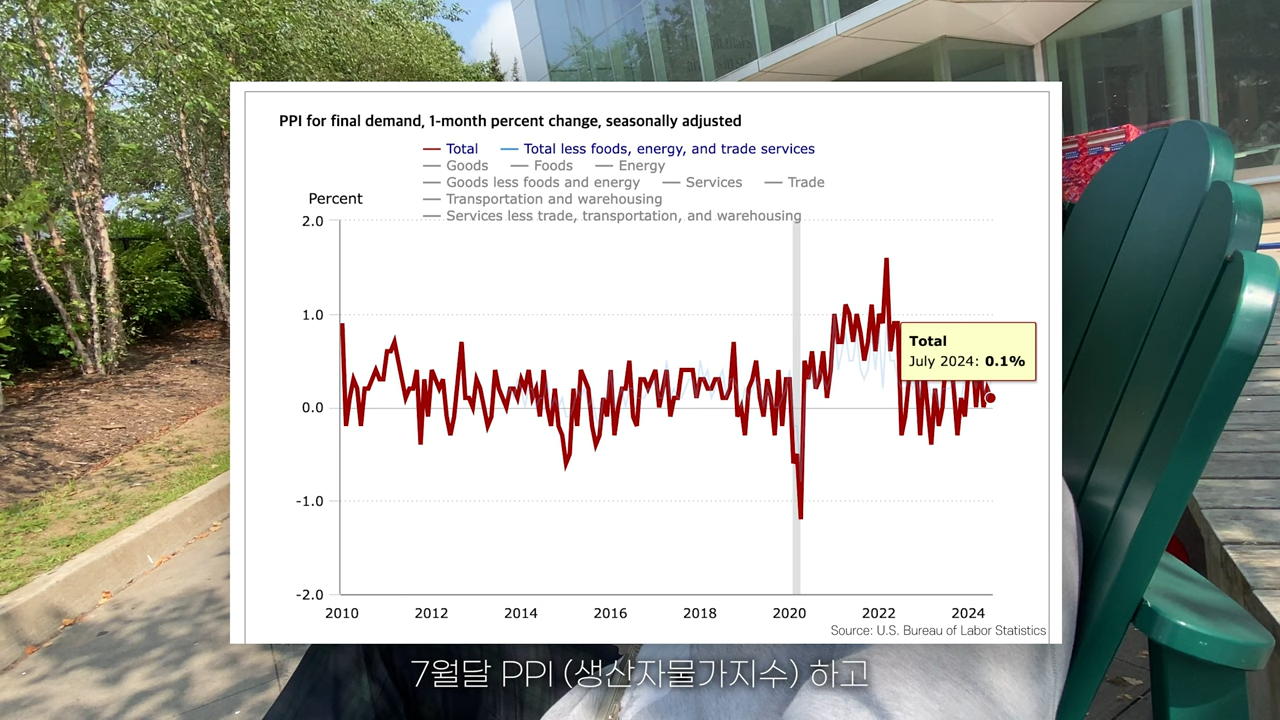 PPI for final demand, 1-month percent change, seasonally adjusted
Total Total less foods, energy, and trade services
Goods Foods Energy
Goods less foods and energy Services Trade
Transportation and warehousing
Services less trade, transportation, and warehousing
Percent
2.0
1.0
0.0
-1.0
-2.0
Total
July 2024: 0.1%
2010 2012 2014 2016 2018 2020 2022 2024
Source: U.S. Bureau of Labor Statistics
7월달 PPI (생산자물가지수) 하고